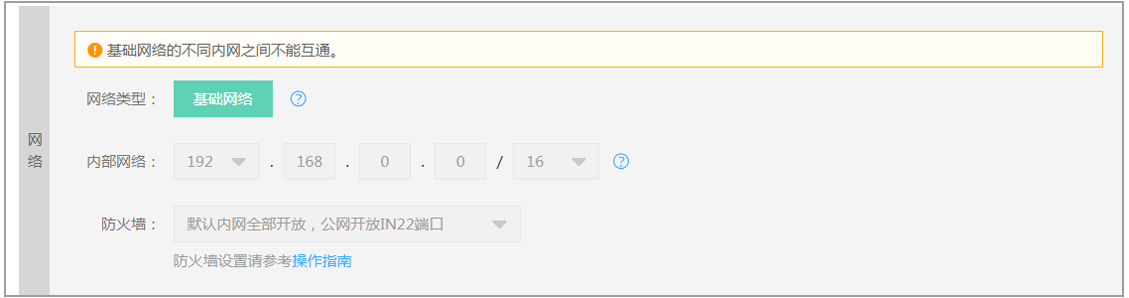 基础网络的不同内网之间不能互通。
网络
网络类型： 基础网络
内部网络： 192 . 168 . 0 . 0 / 16
防火墙： 默认内网全部开放，公网开放IN22端口
防火墙设置请参考操作指南